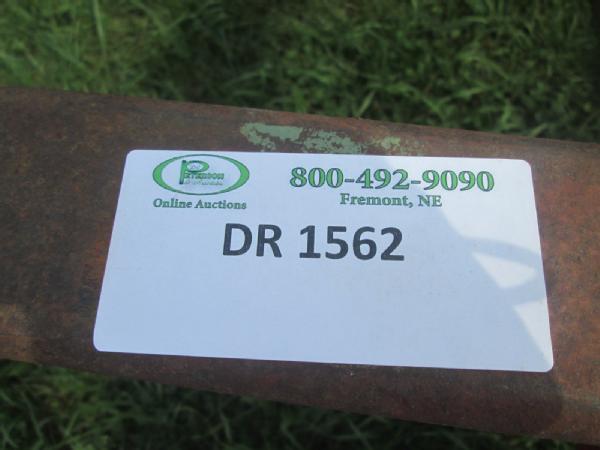 PETERSON
Online Auctions
800-492-9090
Fremont, NE
DR 1562